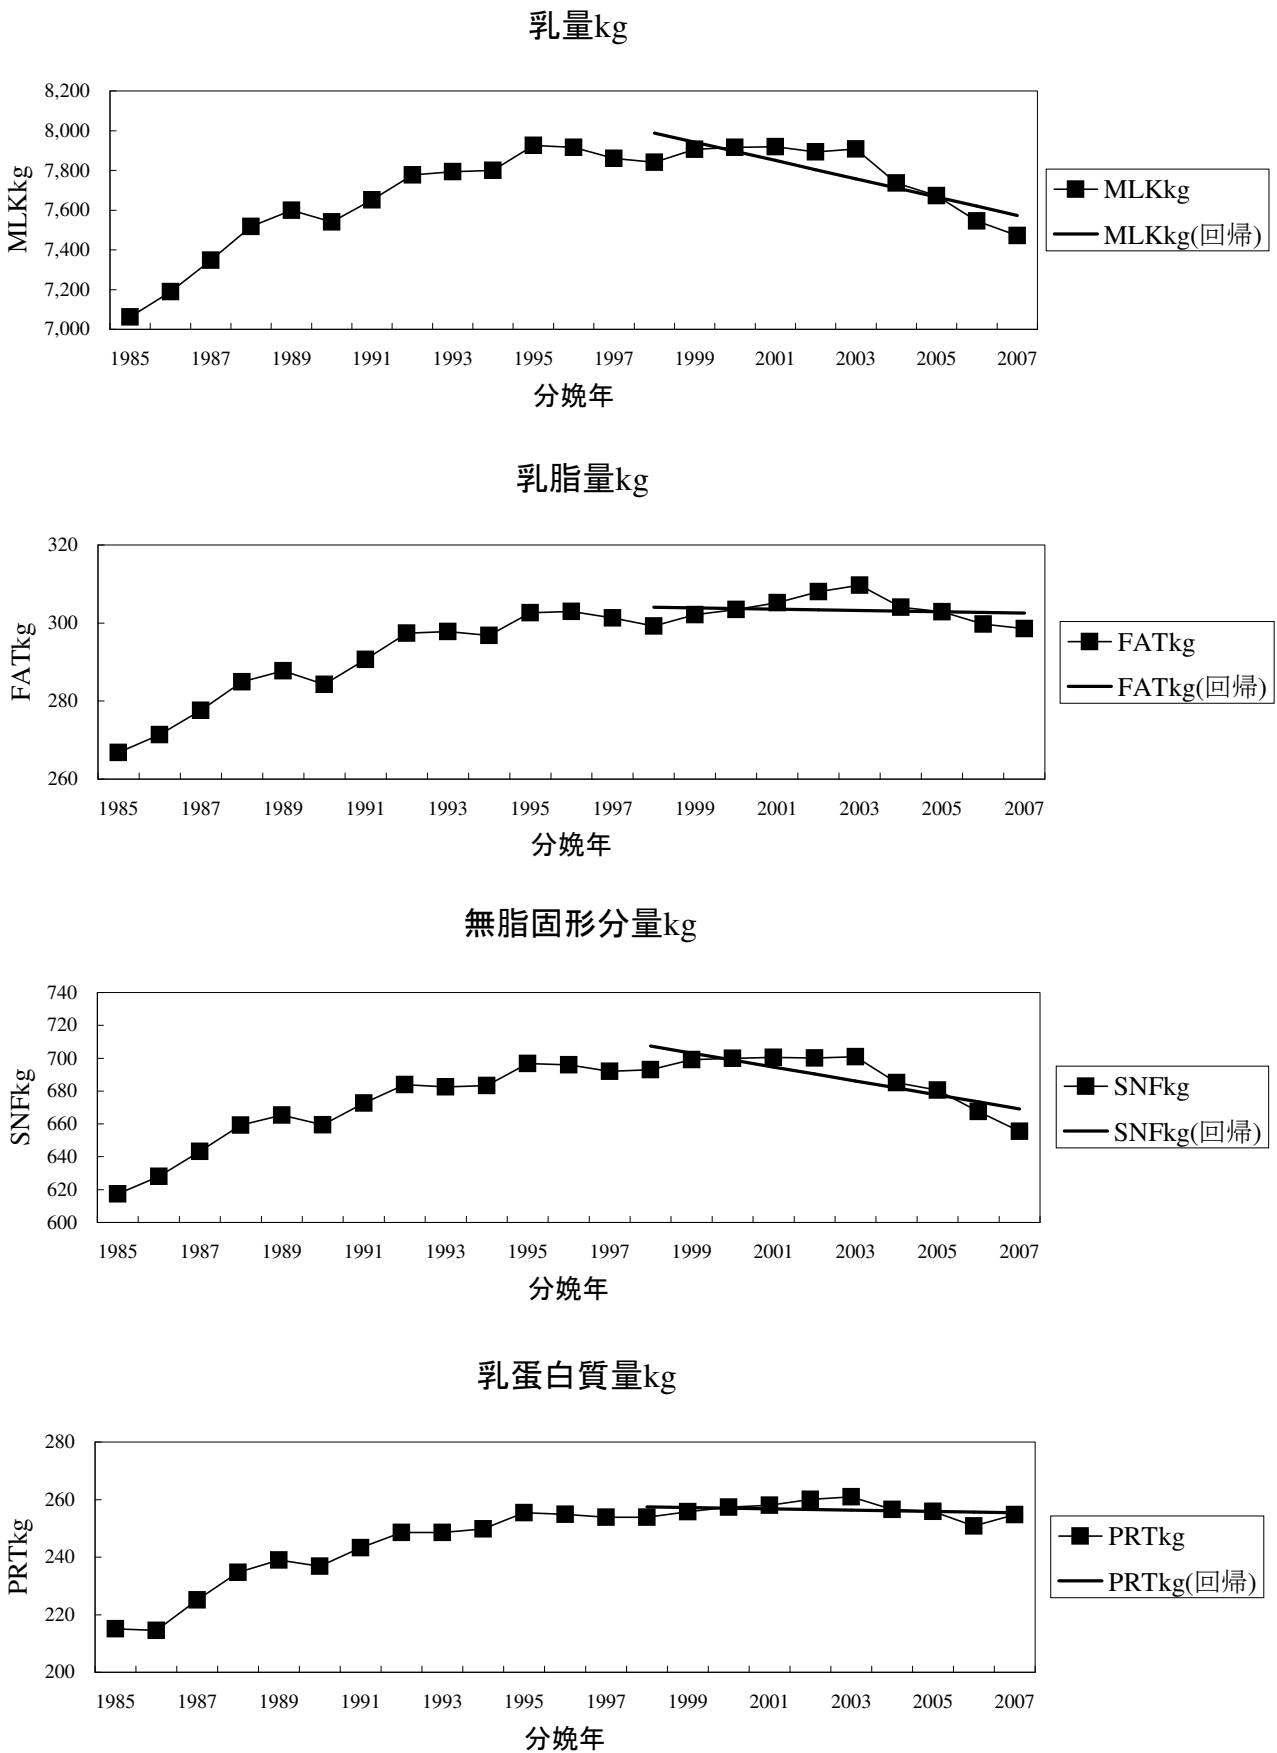 乳量kg
8,200
8,000
7,800
7,600
7,400
7,200
7,000
MLKkg
1985 1987 1989 1991 1993 1995 1997 1999 2001 2003 2005 2007
分娩年
MLKkg
MLKkg(回帰)
乳脂量kg
320
300
280
260
FATkg
1985 1987 1989 1991 1993 1995 1997 1999 2001 2003 2005 2007
分娩年
FATkg
FATkg(回帰)
無脂固形分量kg
740
720
700
680
660
640
620
600
SNFkg
1985 1987 1989 1991 1993 1995 1997 1999 2001 2003 2005 2007
分娩年
SNFkg
SNFkg(回帰)
乳蛋白質量kg
280
260
240
220
200
PRTkg
1985 1987 1989 1991 1993 1995 1997 1999 2001 2003 2005 2007
分娩年
PRTkg
PRTkg(回帰)